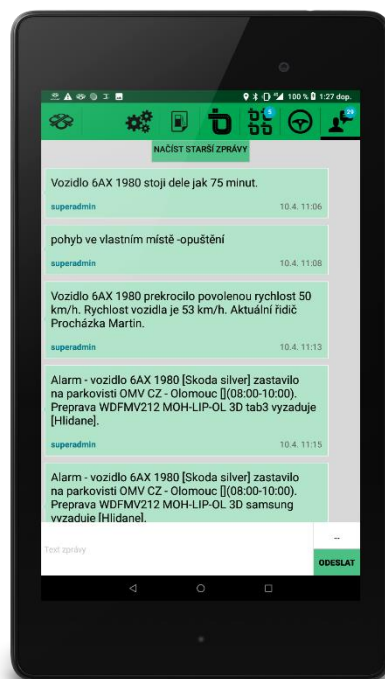 100 % 1:27 dop.
5
29
NAČÍST STARŠÍ ZPRÁVY
Vozidlo 6AX 1980 stoji dele jak 75 minut.
superadmin 10.4. 11:06
pohyb ve vlastním místě -opuštění
superadmin 10.4. 11:08
Vozidlo 6AX 1980 prekrocilo povolenou rychlost 50
km/h. Rychlost vozidla je 53 km/h. Aktuální řidič
Procházka Martin.
superadmin 10.4. 11:13
Alarm - vozidlo 6AX 1980 [Skoda silver] zastavilo
na parkovisti OMV CZ - Olomouc [](08:00-10:00).
Preprava WDFMV212 MOH-LIP-OL 3D tab3 vyzaduje
[Hlidane].
superadmin 10.4. 11:15
Alarm - vozidlo 6AX 1980 [Skoda silver] zastavilo
na parkovisti OMV CZ - Olomouc [](08:00-10:00).
Preprava WDFMV212 MOH-LIP-OL 3D samsung
vyzaduje [Hlidane].
Text zprávy
--
ODESLAT